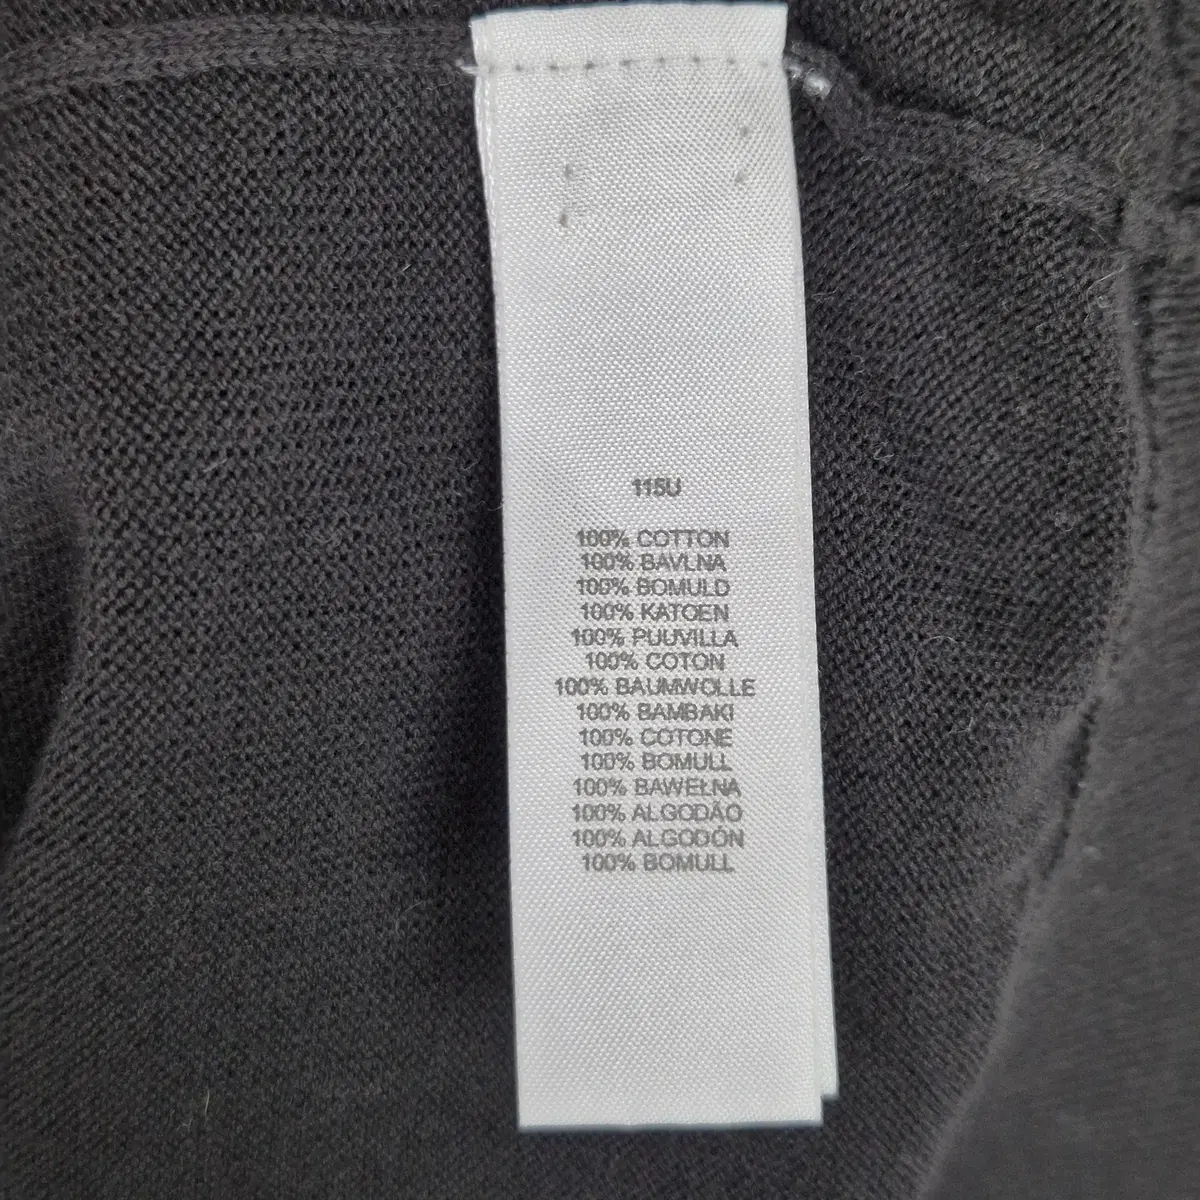 115U
100% COTTON
100% BAVLNA
100% BOMULD
100% KATOEN
100% PUUVILLA
100% COTON
100% BAUMWOLLE
100% BAMBAKI
100% COTONE
100% BOMULL
100% BAWEŁNA
100% ALGODÃO
100% ALGODÓN
100% BOMULL